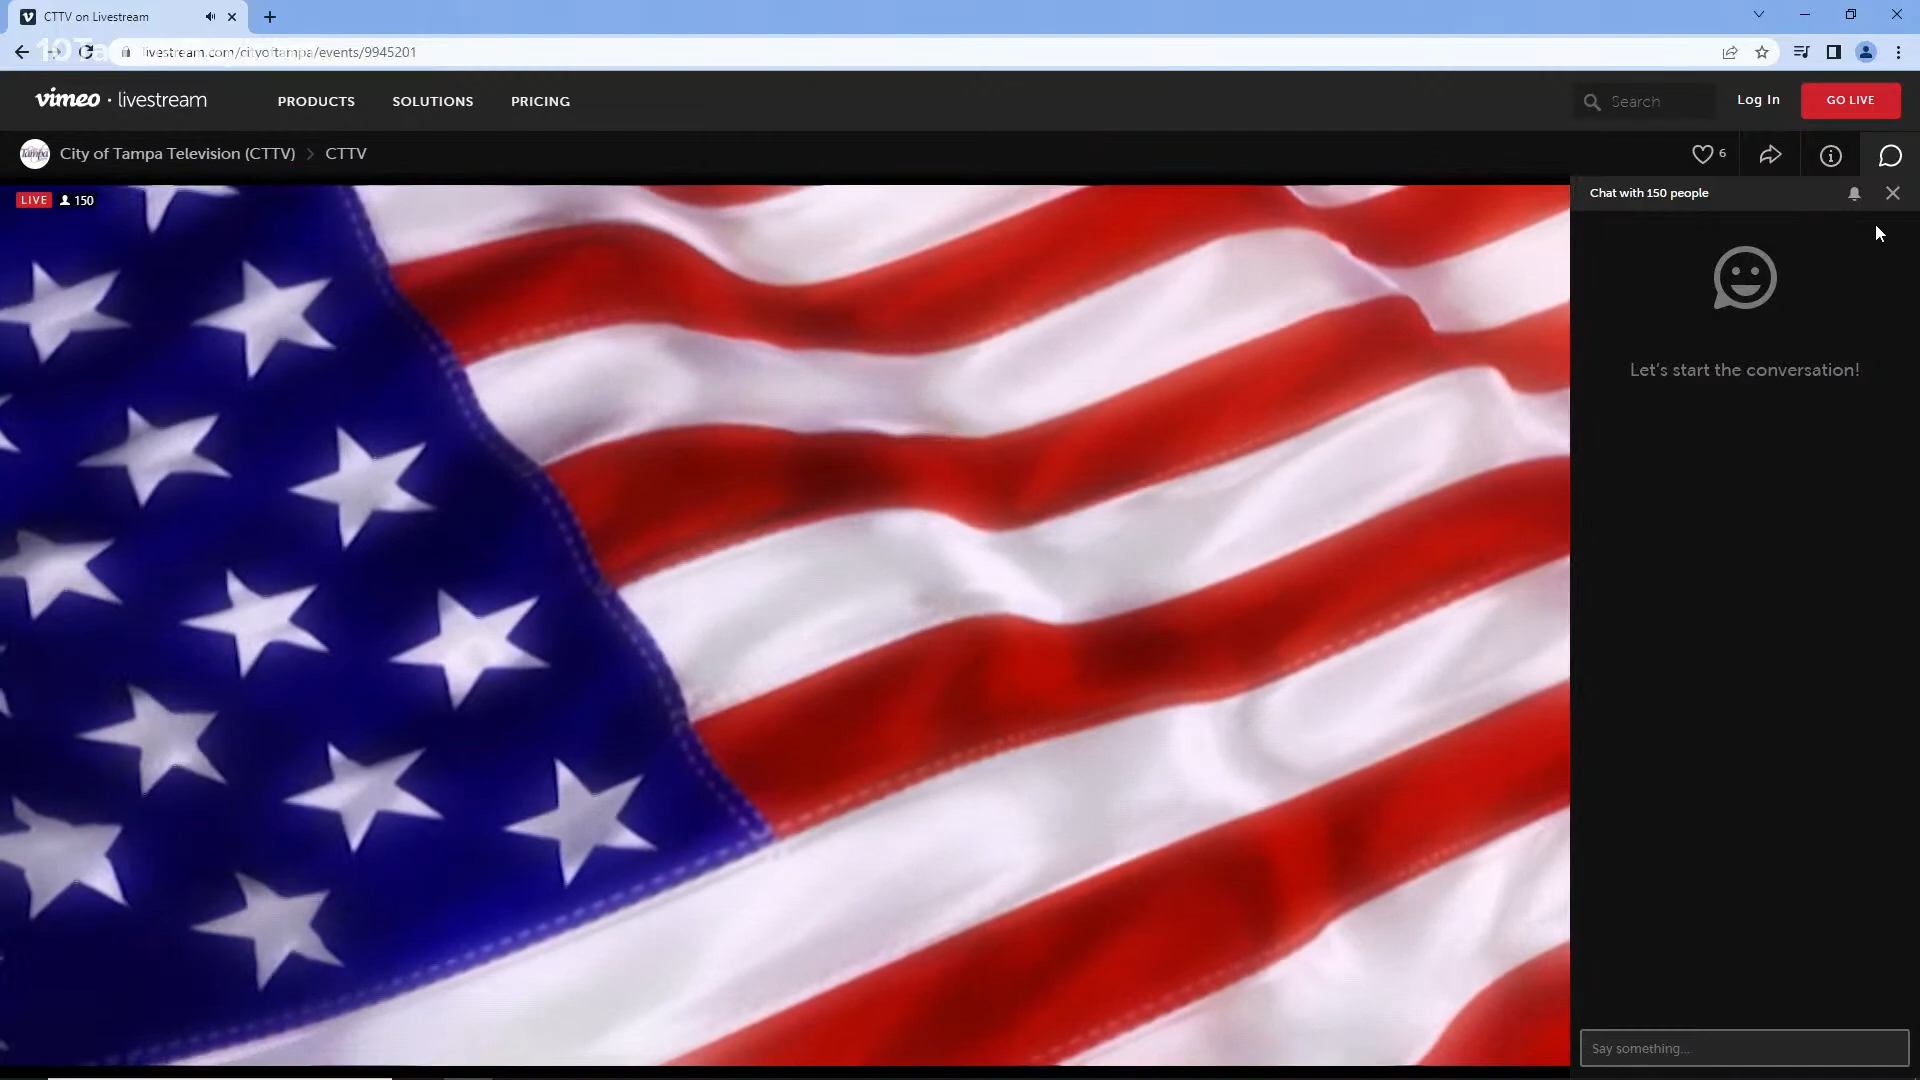 CTTV on Livestream
livestream.com/cityoftampa/events/9945201
vimeo · livestream
PRODUCTS
SOLUTIONS
PRICING
Search
Log In
GO LIVE
Tampa
City of Tampa Television (CTTV) > CTTV
6
LIVE
150
Chat with 150 people
Let's start the conversation!
Say something...